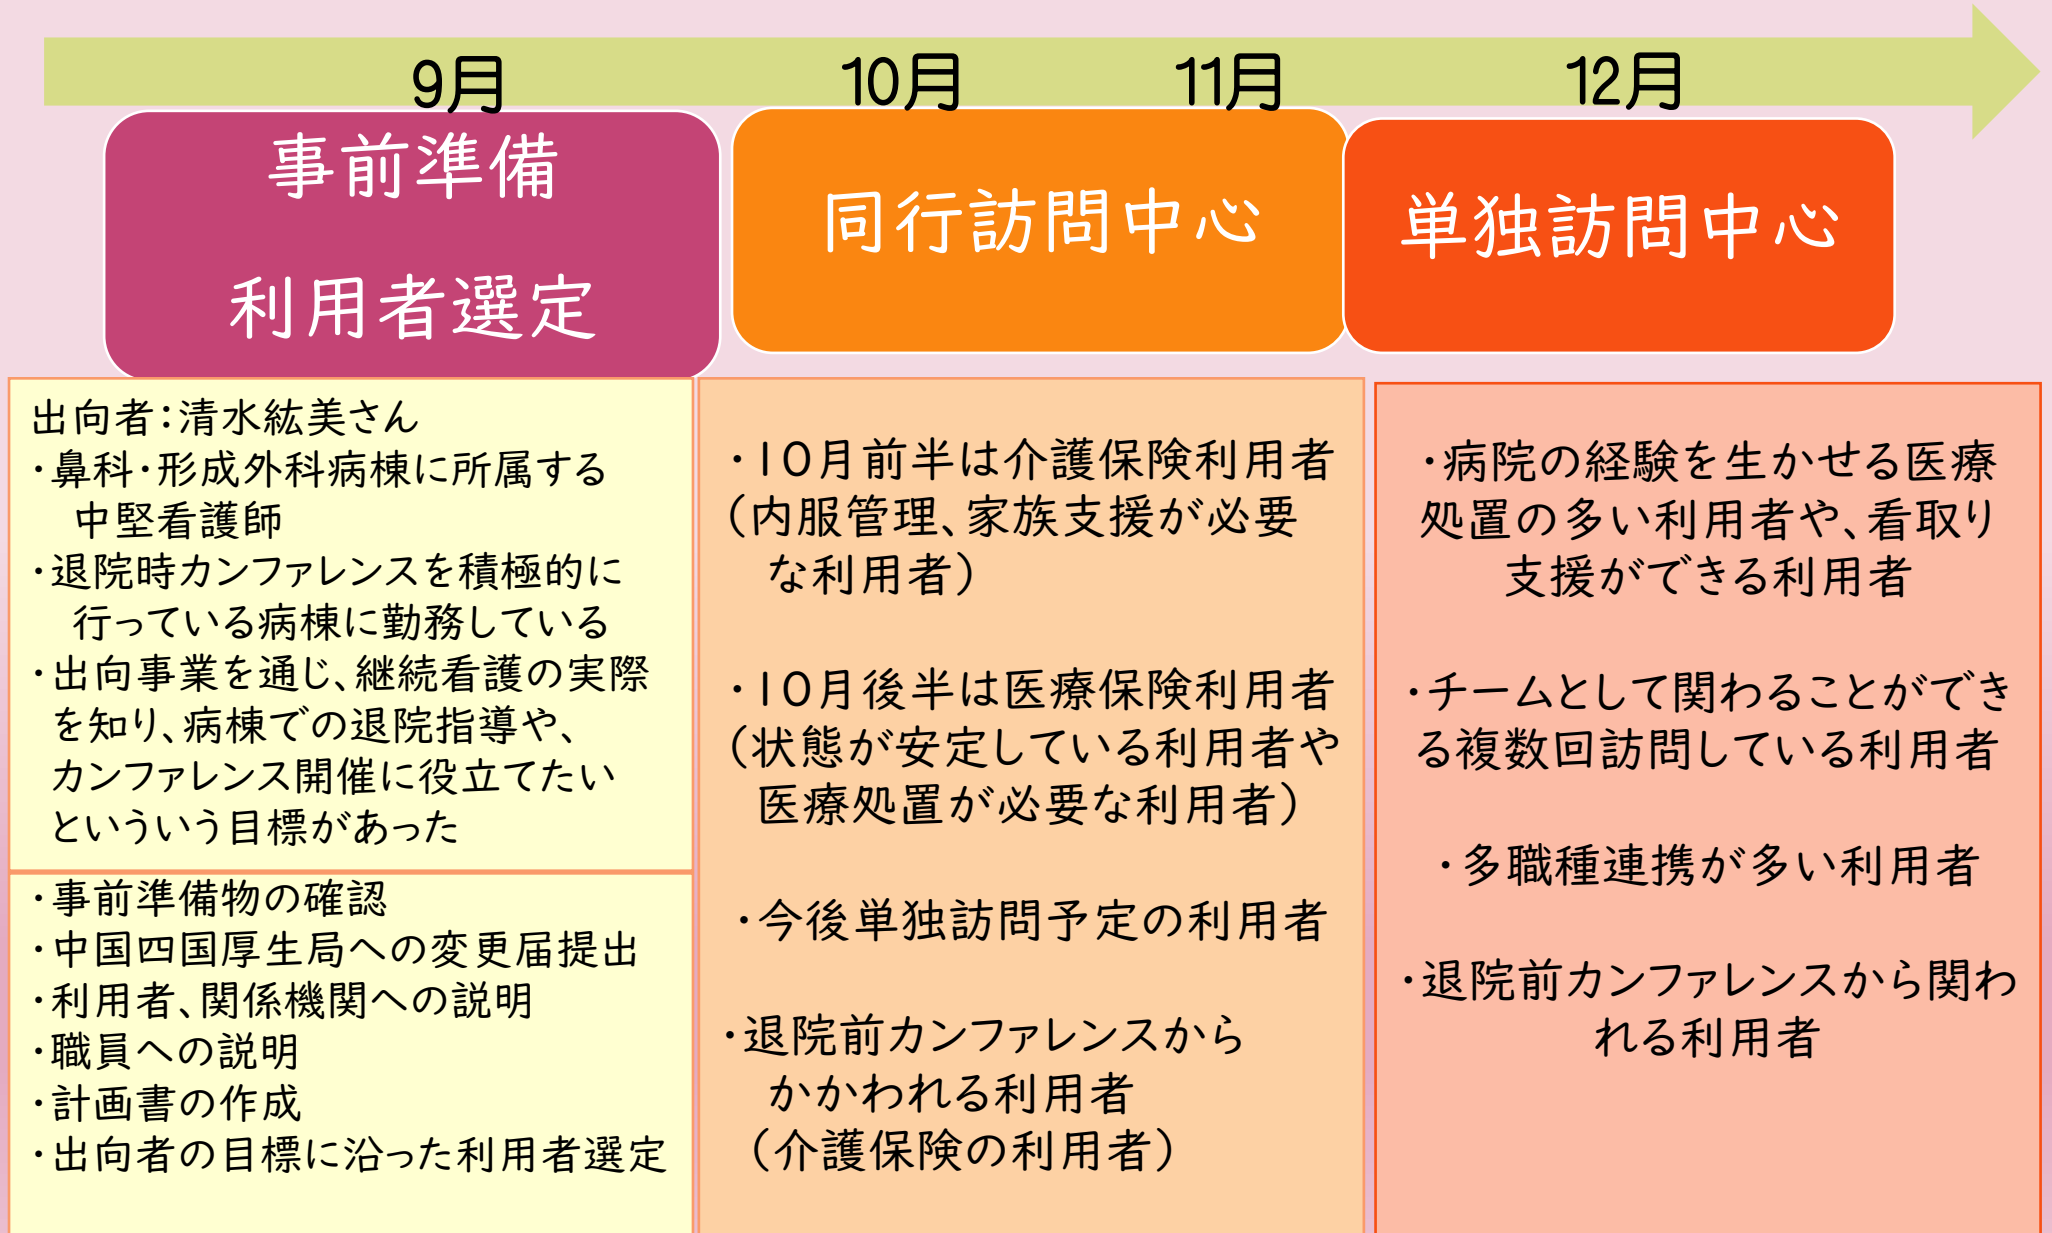 9月
10月
11月
12月
事前準備
利用者選定
同行訪問中心
単独訪問中心
出向者：清水紘美さん
・鼻科・形成外科病棟に所属する
中堅看護師
・退院時カンファレンスを積極的に
行っている病棟に勤務している
・出向事業を通じ、継続看護の実際
を知り、病棟での退院指導や、
カンファレンス開催に役立てたい
といういう目標があった
・事前準備物の確認
・中国四国厚生局への変更届提出
・利用者、関係機関への説明
・職員への説明
・計画書の作成
・出向者の目標に沿った利用者選定
・10月前半は介護保険利用者
（内服管理、家族支援が必要
な利用者）
・10月後半は医療保険利用者
（状態が安定している利用者や
医療処置が必要な利用者）
・今後単独訪問予定の利用者
・退院前カンファレンスから
かかわれる利用者
（介護保険の利用者）
・病院の経験を生かせる医療
処置の多い利用者や、看取り
支援ができる利用者
・チームとして関わることができ
る複数回訪問している利用者
・多職種連携が多い利用者
・退院前カンファレンスから関わ
れる利用者